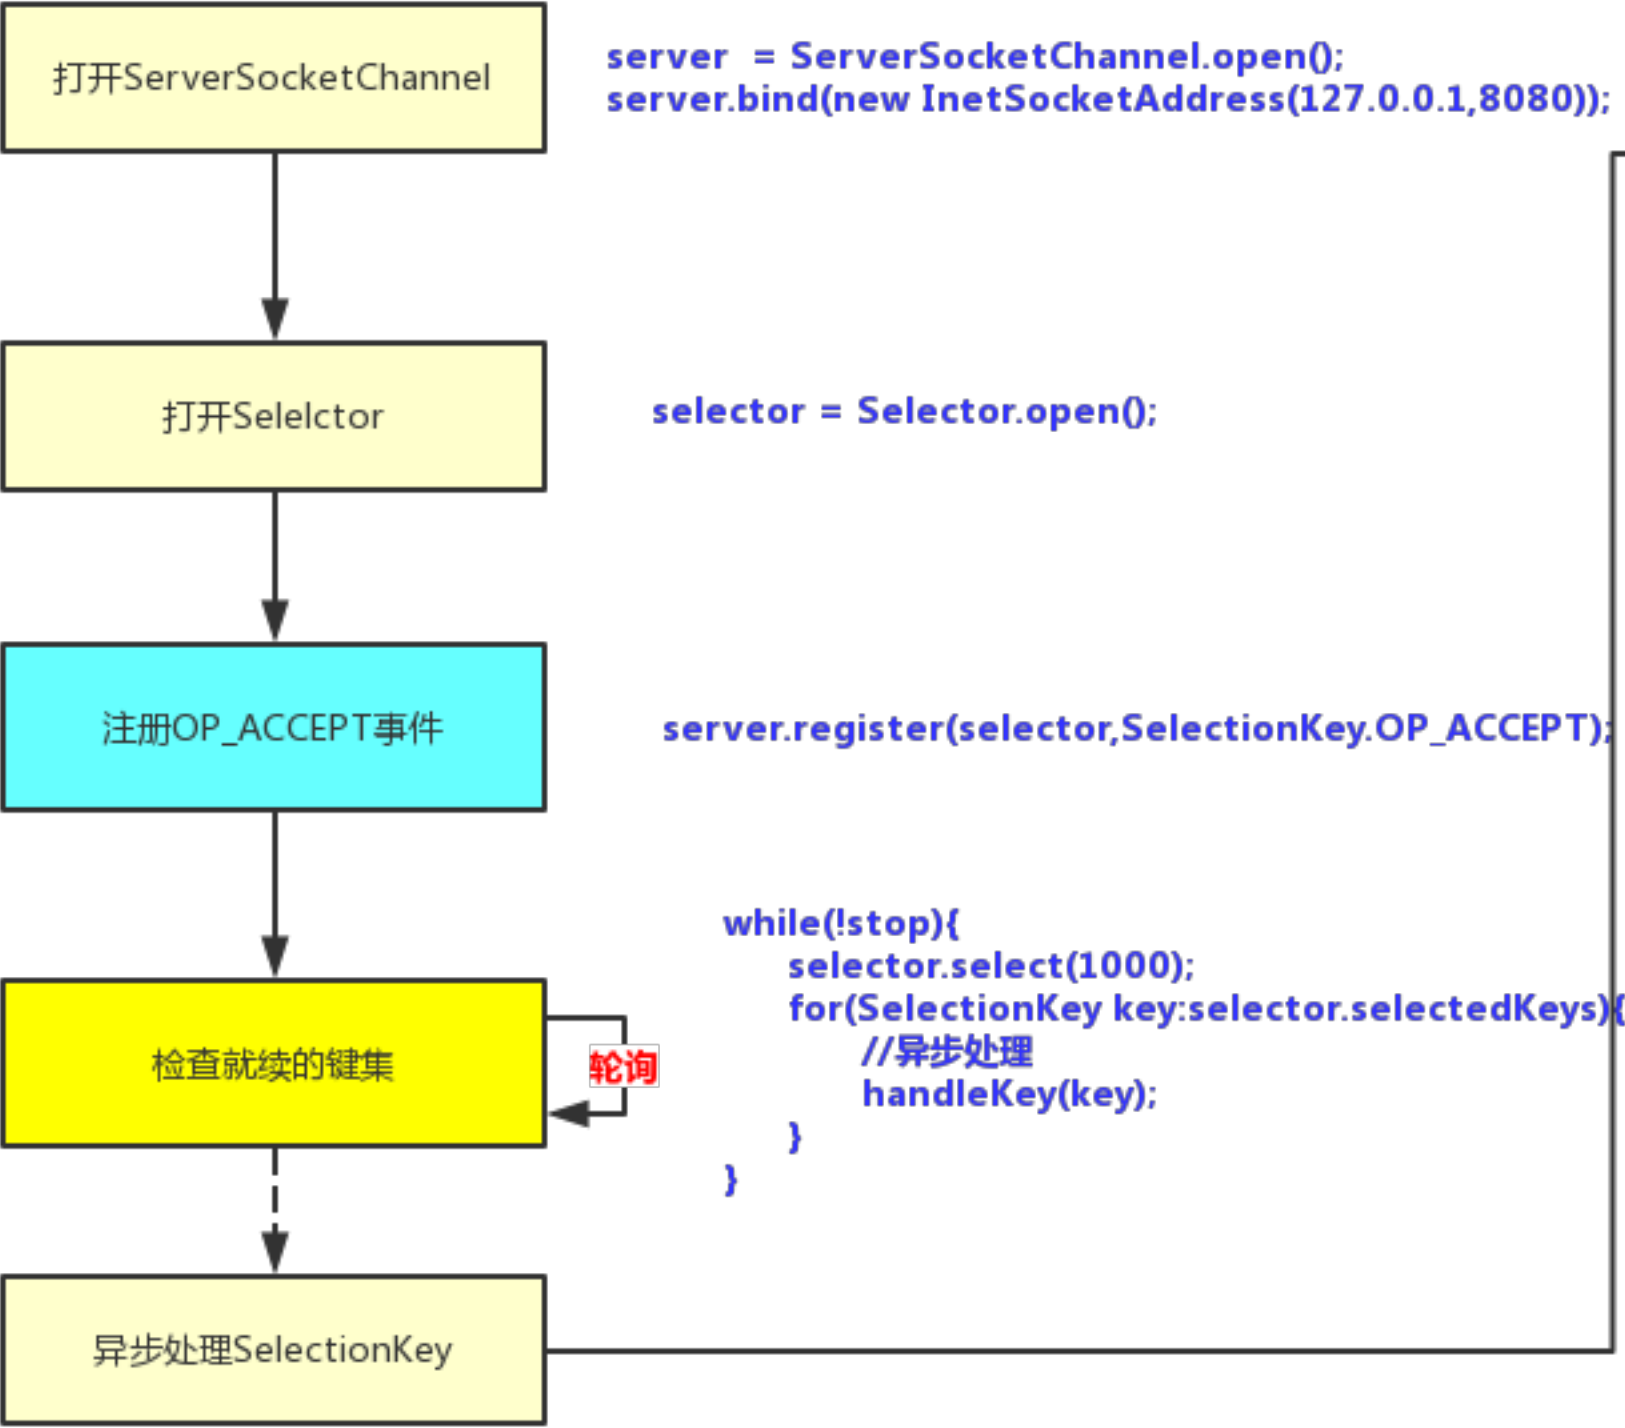 打开ServerSocketChannel
server = ServerSocketChannel.open();
server.bind(new InetSocketAddress(127.0.0.1,8080));
打开Selelctor
selector = Selector.open();
注册OP_ACCEPT事件
server.register(selector,SelectionKey.OP_ACCEPT);
检查就续的键集
轮询
while(!stop){
selector.select(1000);
for(SelectionKey key:selector.selectedKeys){
//异步处理
handleKey(key);
}
}
异步处理SelectionKey